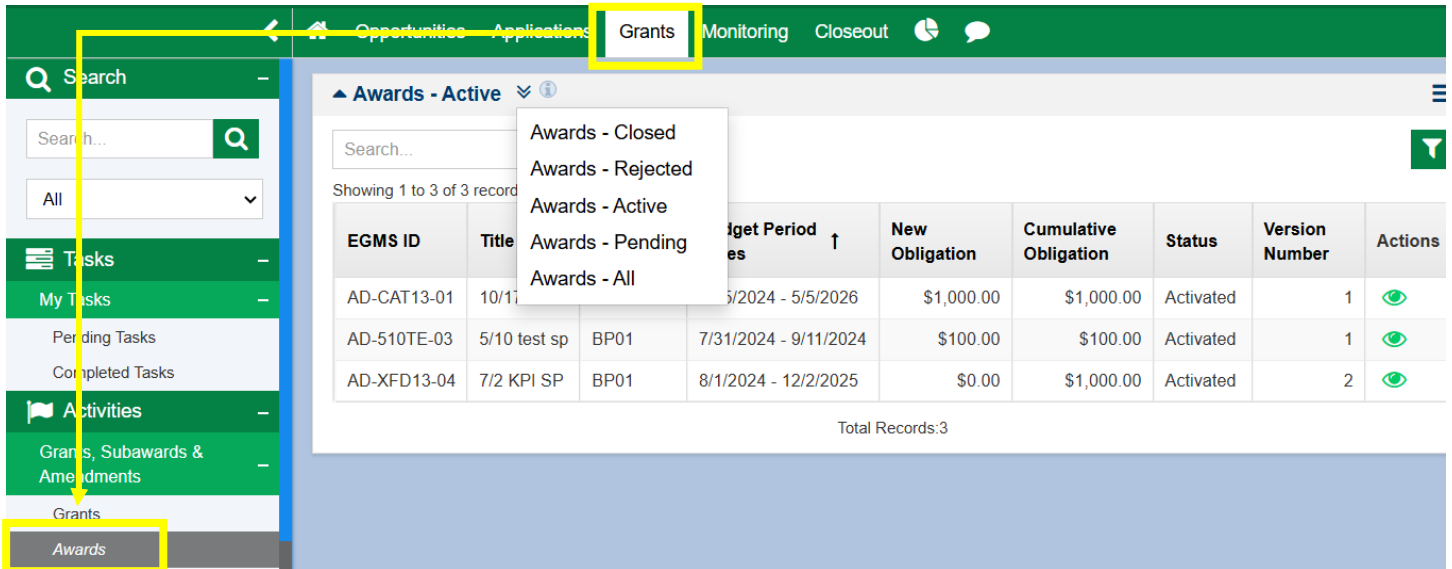 Opportunities Applications Grants Monitoring Closeout
Search
Search...
All
Tasks
My Tasks
Pending Tasks
Completed Tasks
Activities
Grants, Subawards &
Amendments
Grants
Awards
Awards - Active
Awards - Closed
Awards - Rejected
Awards - Active
Awards - Pending
Awards - All
Search...
Showing 1 to 3 of 3 record
EGMS ID Title New Obligation Cumulative Obligation Status Version Number Actions
AD-CAT13-01 5/2024 - 5/5/2026 $1,000.00 $1,000.00 Activated 1
AD-510TE-03 5/10 test sp BP01 7/31/2024 - 9/11/2024 $100.00 $100.00 Activated 1
AD-XFD13-04 7/2 KPI SP BP01 8/1/2024 - 12/2/2025 $0.00 $1,000.00 Activated 2
Total Records:3